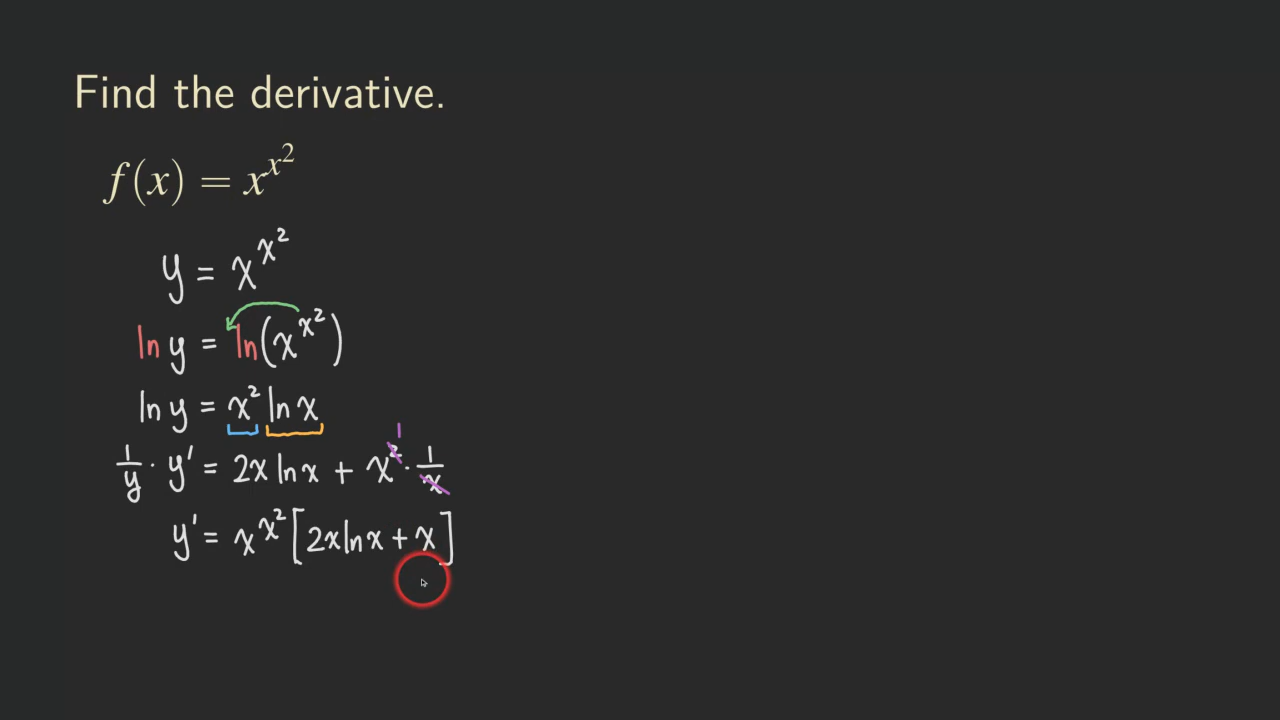 Find the derivative.
f(x) = x^{x^2}
y = x^{x^2}
ln y = ln(x^{x^2})
ln y = x^2 ln x
1/y · y' = 2x ln x + x^2 1 · 1/x
y' = x^{x^2} [2x ln x + x]